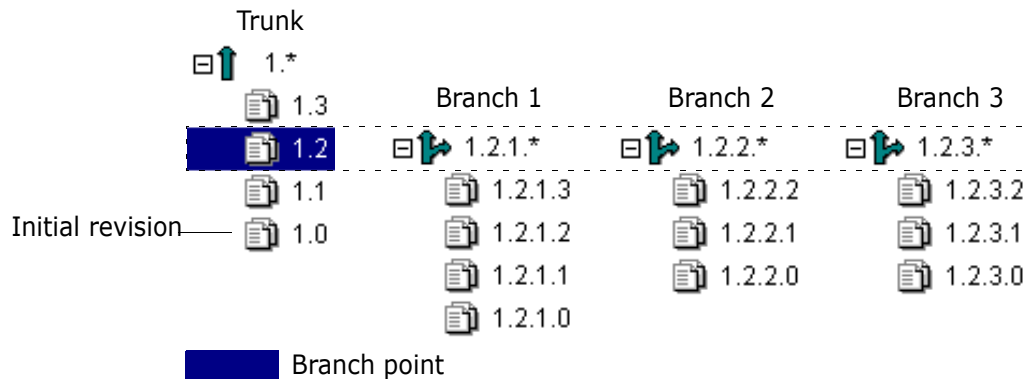 Trunk
1.*
1.3 Branch 1 Branch 2 Branch 3
1.2 1.2.1.* 1.2.2.* 1.2.3.*
1.1 1.2.1.3 1.2.2.2 1.2.3.2
Initial revision 1.0 1.2.1.2 1.2.2.1 1.2.3.1
1.2.1.1 1.2.2.0 1.2.3.0
1.2.1.0
Branch point